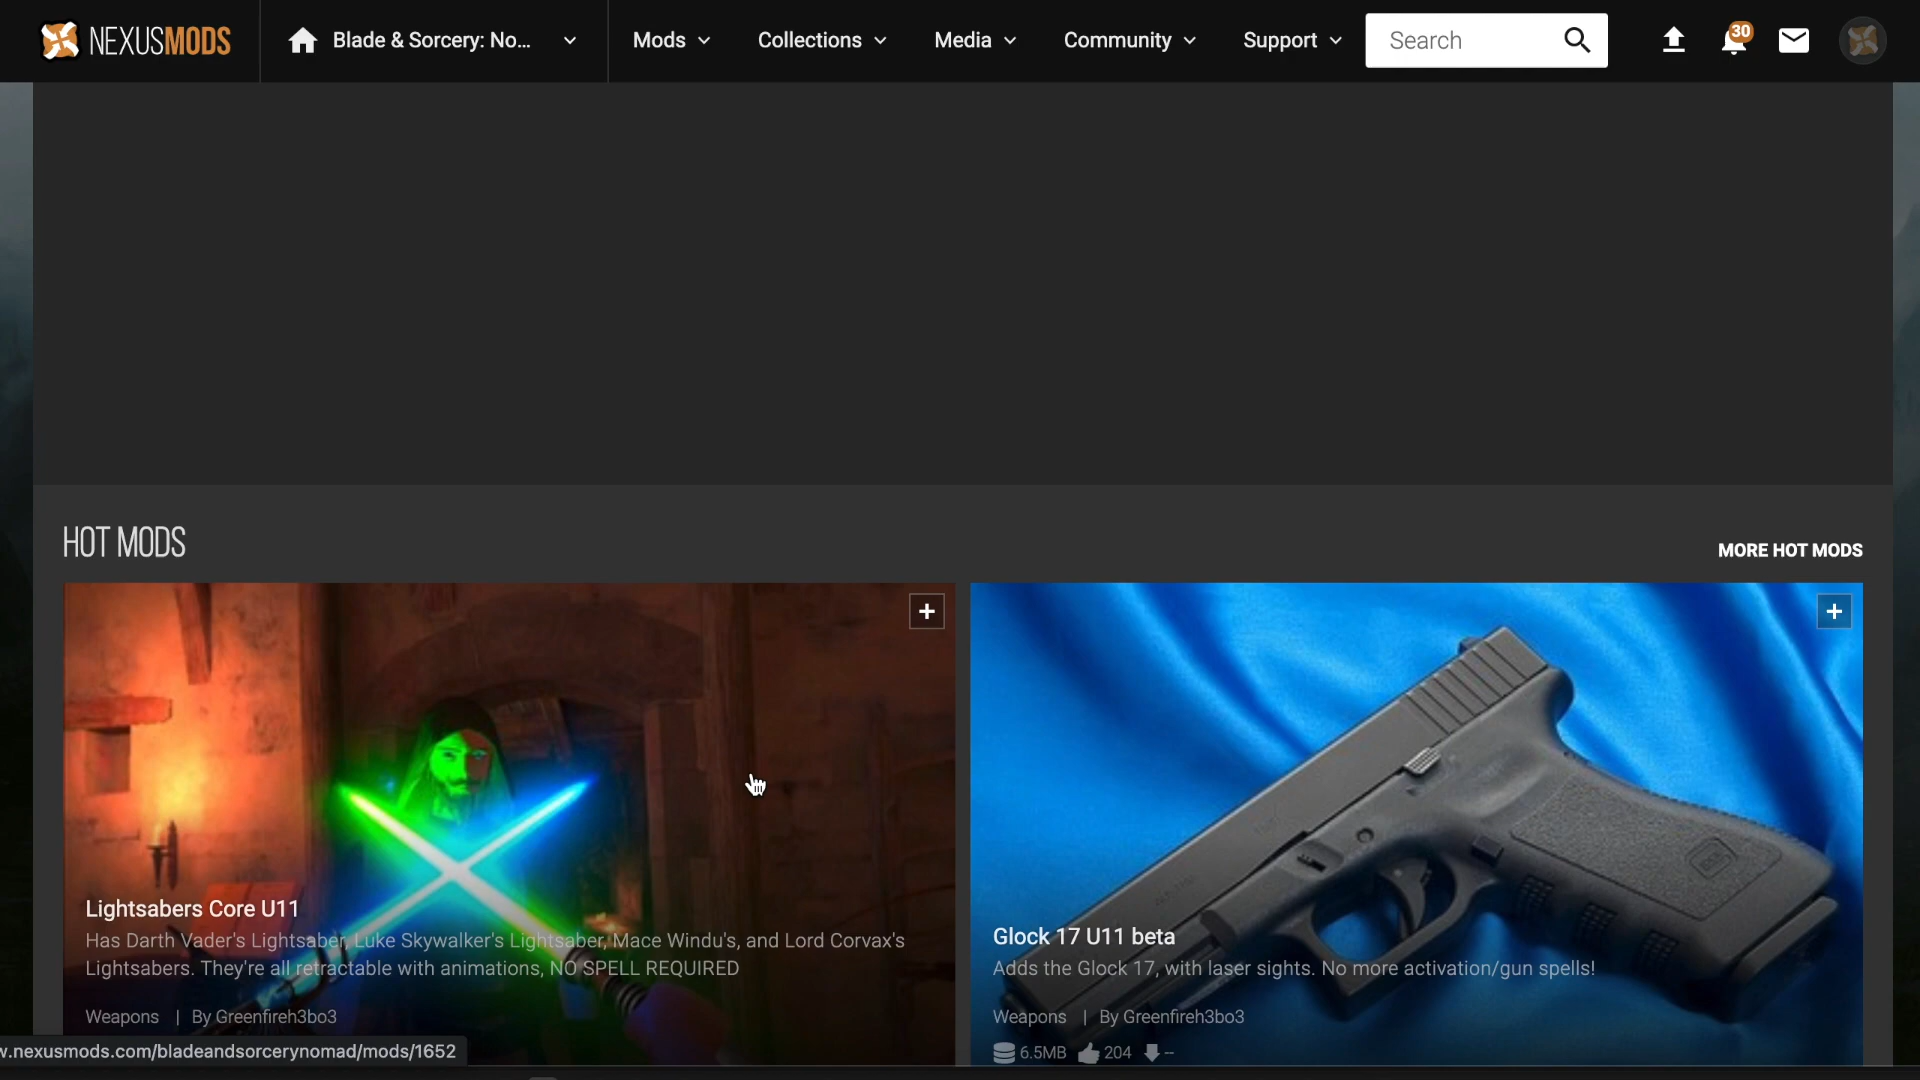 NEXUSMODS
Blade & Sorcery: No...
Mods
Collections
Media
Community
Support
Search
30
HOT MODS
MORE HOT MODS
+
+
Lightsabers Core U11
Has Darth Vader's Lightsaber, Luke Skywalker's Lightsaber, Mace Windu's, and Lord Corvax's
Lightsabers. They're all retractable with animations, NO SPELL REQUIRED
Weapons | By Greenfireh3bo3
Glock 17 U11 beta
Adds the Glock 17, with laser sights. No more activation/gun spells!
Weapons | By Greenfireh3bo3
6.5MB 204 --
w.nexusmods.com/bladeandsorcerynomad/mods/1652